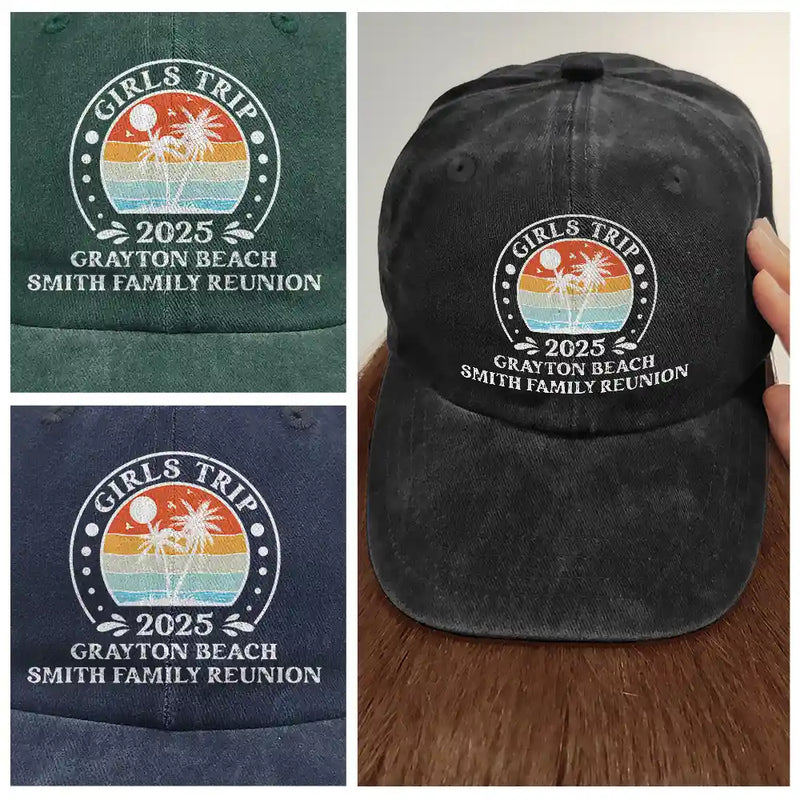 GIRLS TRIP
2025
GRAYTON BEACH
SMITH FAMILY REUNION
GIRLS TRIP
2025
GRAYTON BEACH
SMITH FAMILY REUNION
GIRLS TRIP
2025
GRAYTON BEACH
SMITH FAMILY REUNION